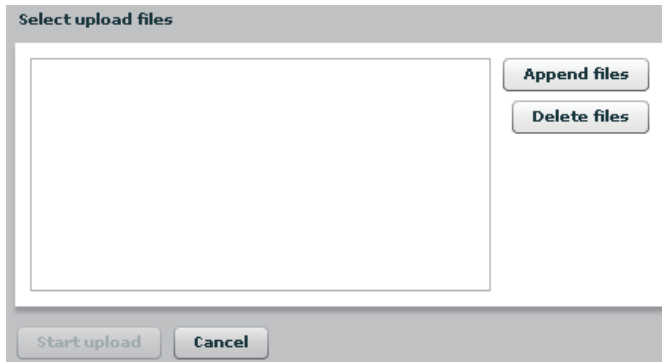 Select upload files
Append files
Delete files
Start upload
Cancel